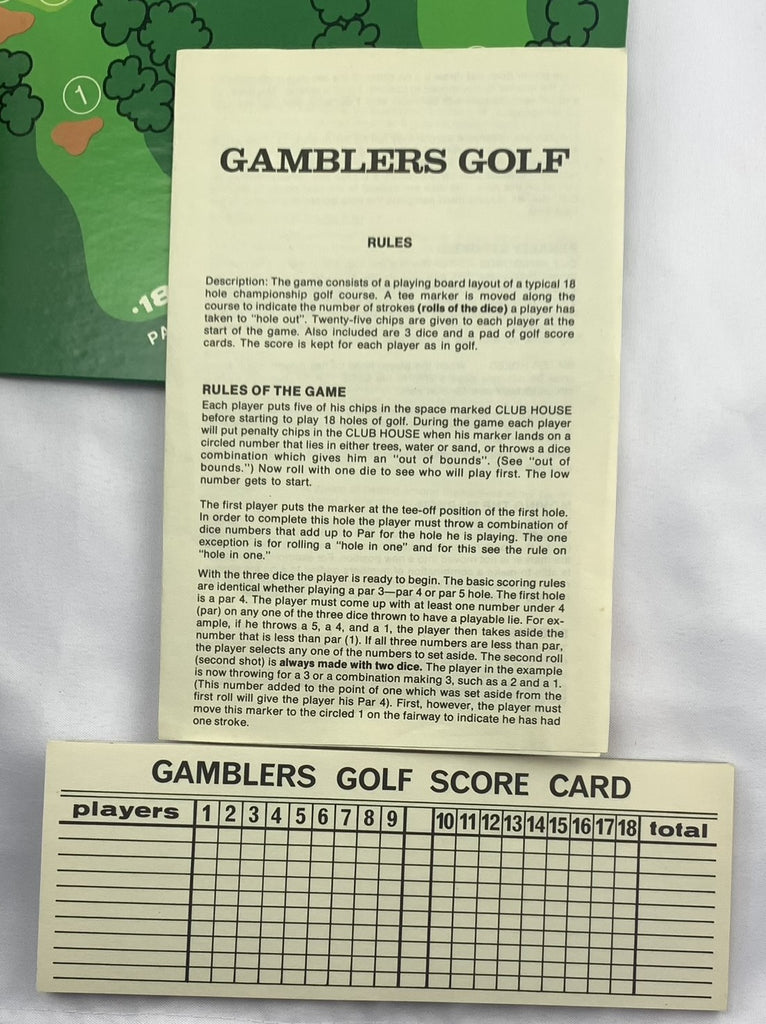 1
·18
PA
GAMBLERS GOLF
RULES
Description: The game consists of a playing board layout of a typical 18
hole championship golf course. A tee marker is moved along the
course to indicate the number of strokes (rolls of the dice) a player has
taken to "hole out". Twenty-five chips are given to each player at the
start of the game. Also included are 3 dice and a pad of golf score
cards. The score is kept for each player as in golf.
RULES OF THE GAME
Each player puts five of his chips in the space marked CLUB HOUSE
before starting to play 18 holes of golf. During the game each player
will put penalty chips in the CLUB HOUSE when his marker lands on a
circled number that lies in either trees, water or sand, or throws a dice
combination which gives him an "out of bounds". (See "out of
bounds.") Now roll with one die to see who will play first. The low
number gets to start.
The first player puts the marker at the tee-off position of the first hole.
In order to complete this hole the player must throw a combination of
dice numbers that add up to Par for the hole he is playing. The one
exception is for rolling a "hole in one" and for this see the rule on
"hole in one."
With the three dice the player is ready to begin. The basic scoring rules
are identical whether playing a par 3—par 4 or par 5 hole. The first hole
is a par 4. The player must come up with at least one number under 4
(par) on any one of the three dice thrown to have a playable lie. For ex-
ample, if he throws a 5, a 4, and a 1, the player then takes aside the
number that is less than par (1). If all three numbers are less than par,
the player selects any one of the numbers to set aside. The second roll
(second shot) is always made with two dice. The player in the example
is now throwing for a 3 or a combination making 3, such as a 2 and a 1.
(This number added to the point of one which was set aside from the
first roll will give the player his Par 4). First, however, the player must
move this marker to the circled 1 on the fairway to indicate he has had
one stroke.
GAMBLERS GOLF SCORE CARD
players 1 2 3 4 5 6 7 8 9 10 11 12 13 14 15 16 17 18 total